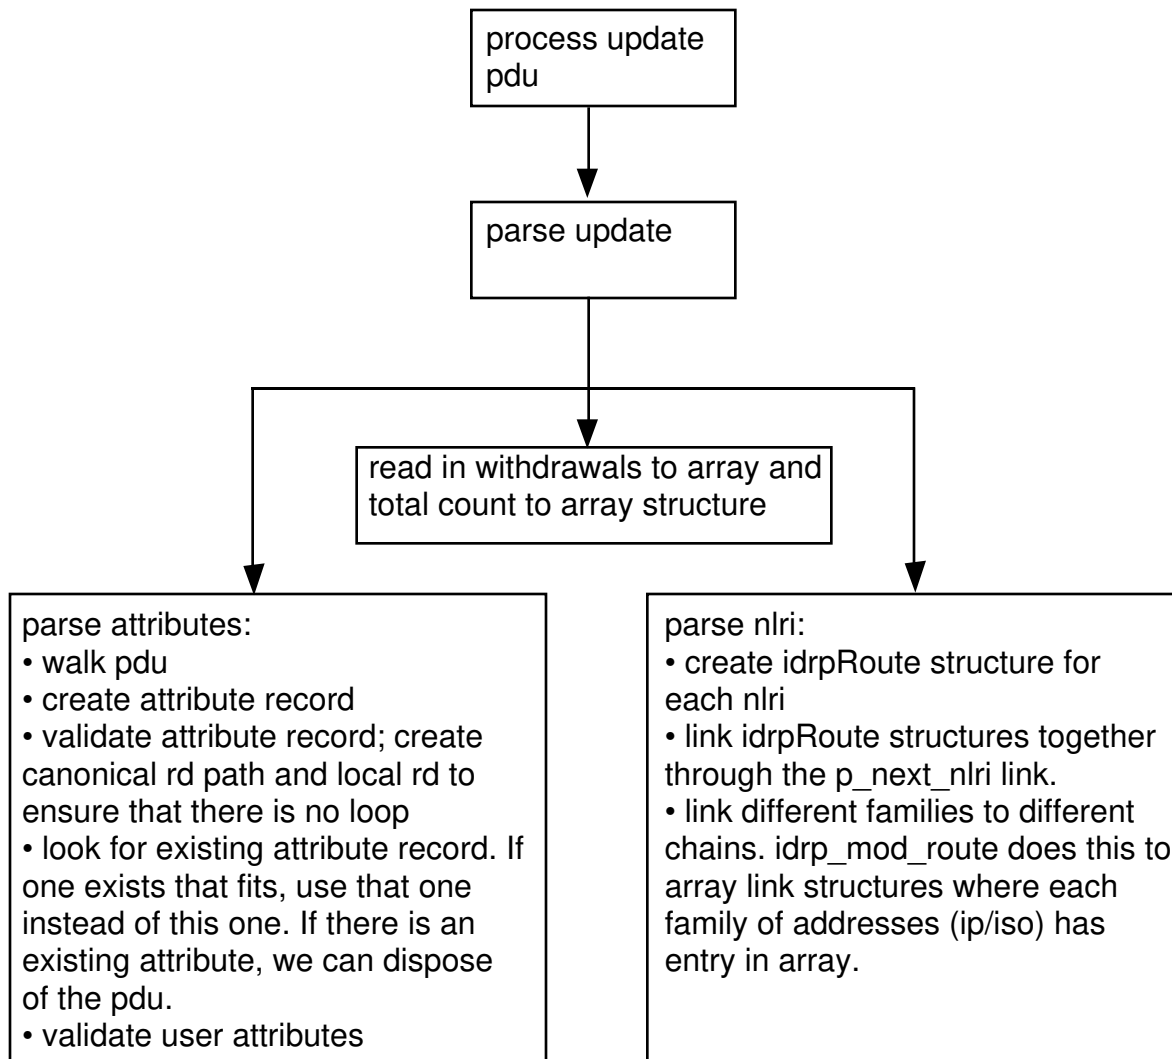 process update
pdu
parse update
read in withdrawals to array and
total count to array structure
parse attributes:
• walk pdu
• create attribute record
• validate attribute record; create
canonical rd path and local rd to
ensure that there is no loop
• look for existing attribute record. If
one exists that fits, use that one
instead of this one. If there is an
existing attribute, we can dispose
of the pdu.
• validate user attributes
parse nlri:
• create idrpRoute structure for
each nlri
• link idrpRoute structures together
through the p_next_nlri link.
• link different families to different
chains. idrp_mod_route does this to
array link structures where each
family of addresses (ip/iso) has
entry in array.